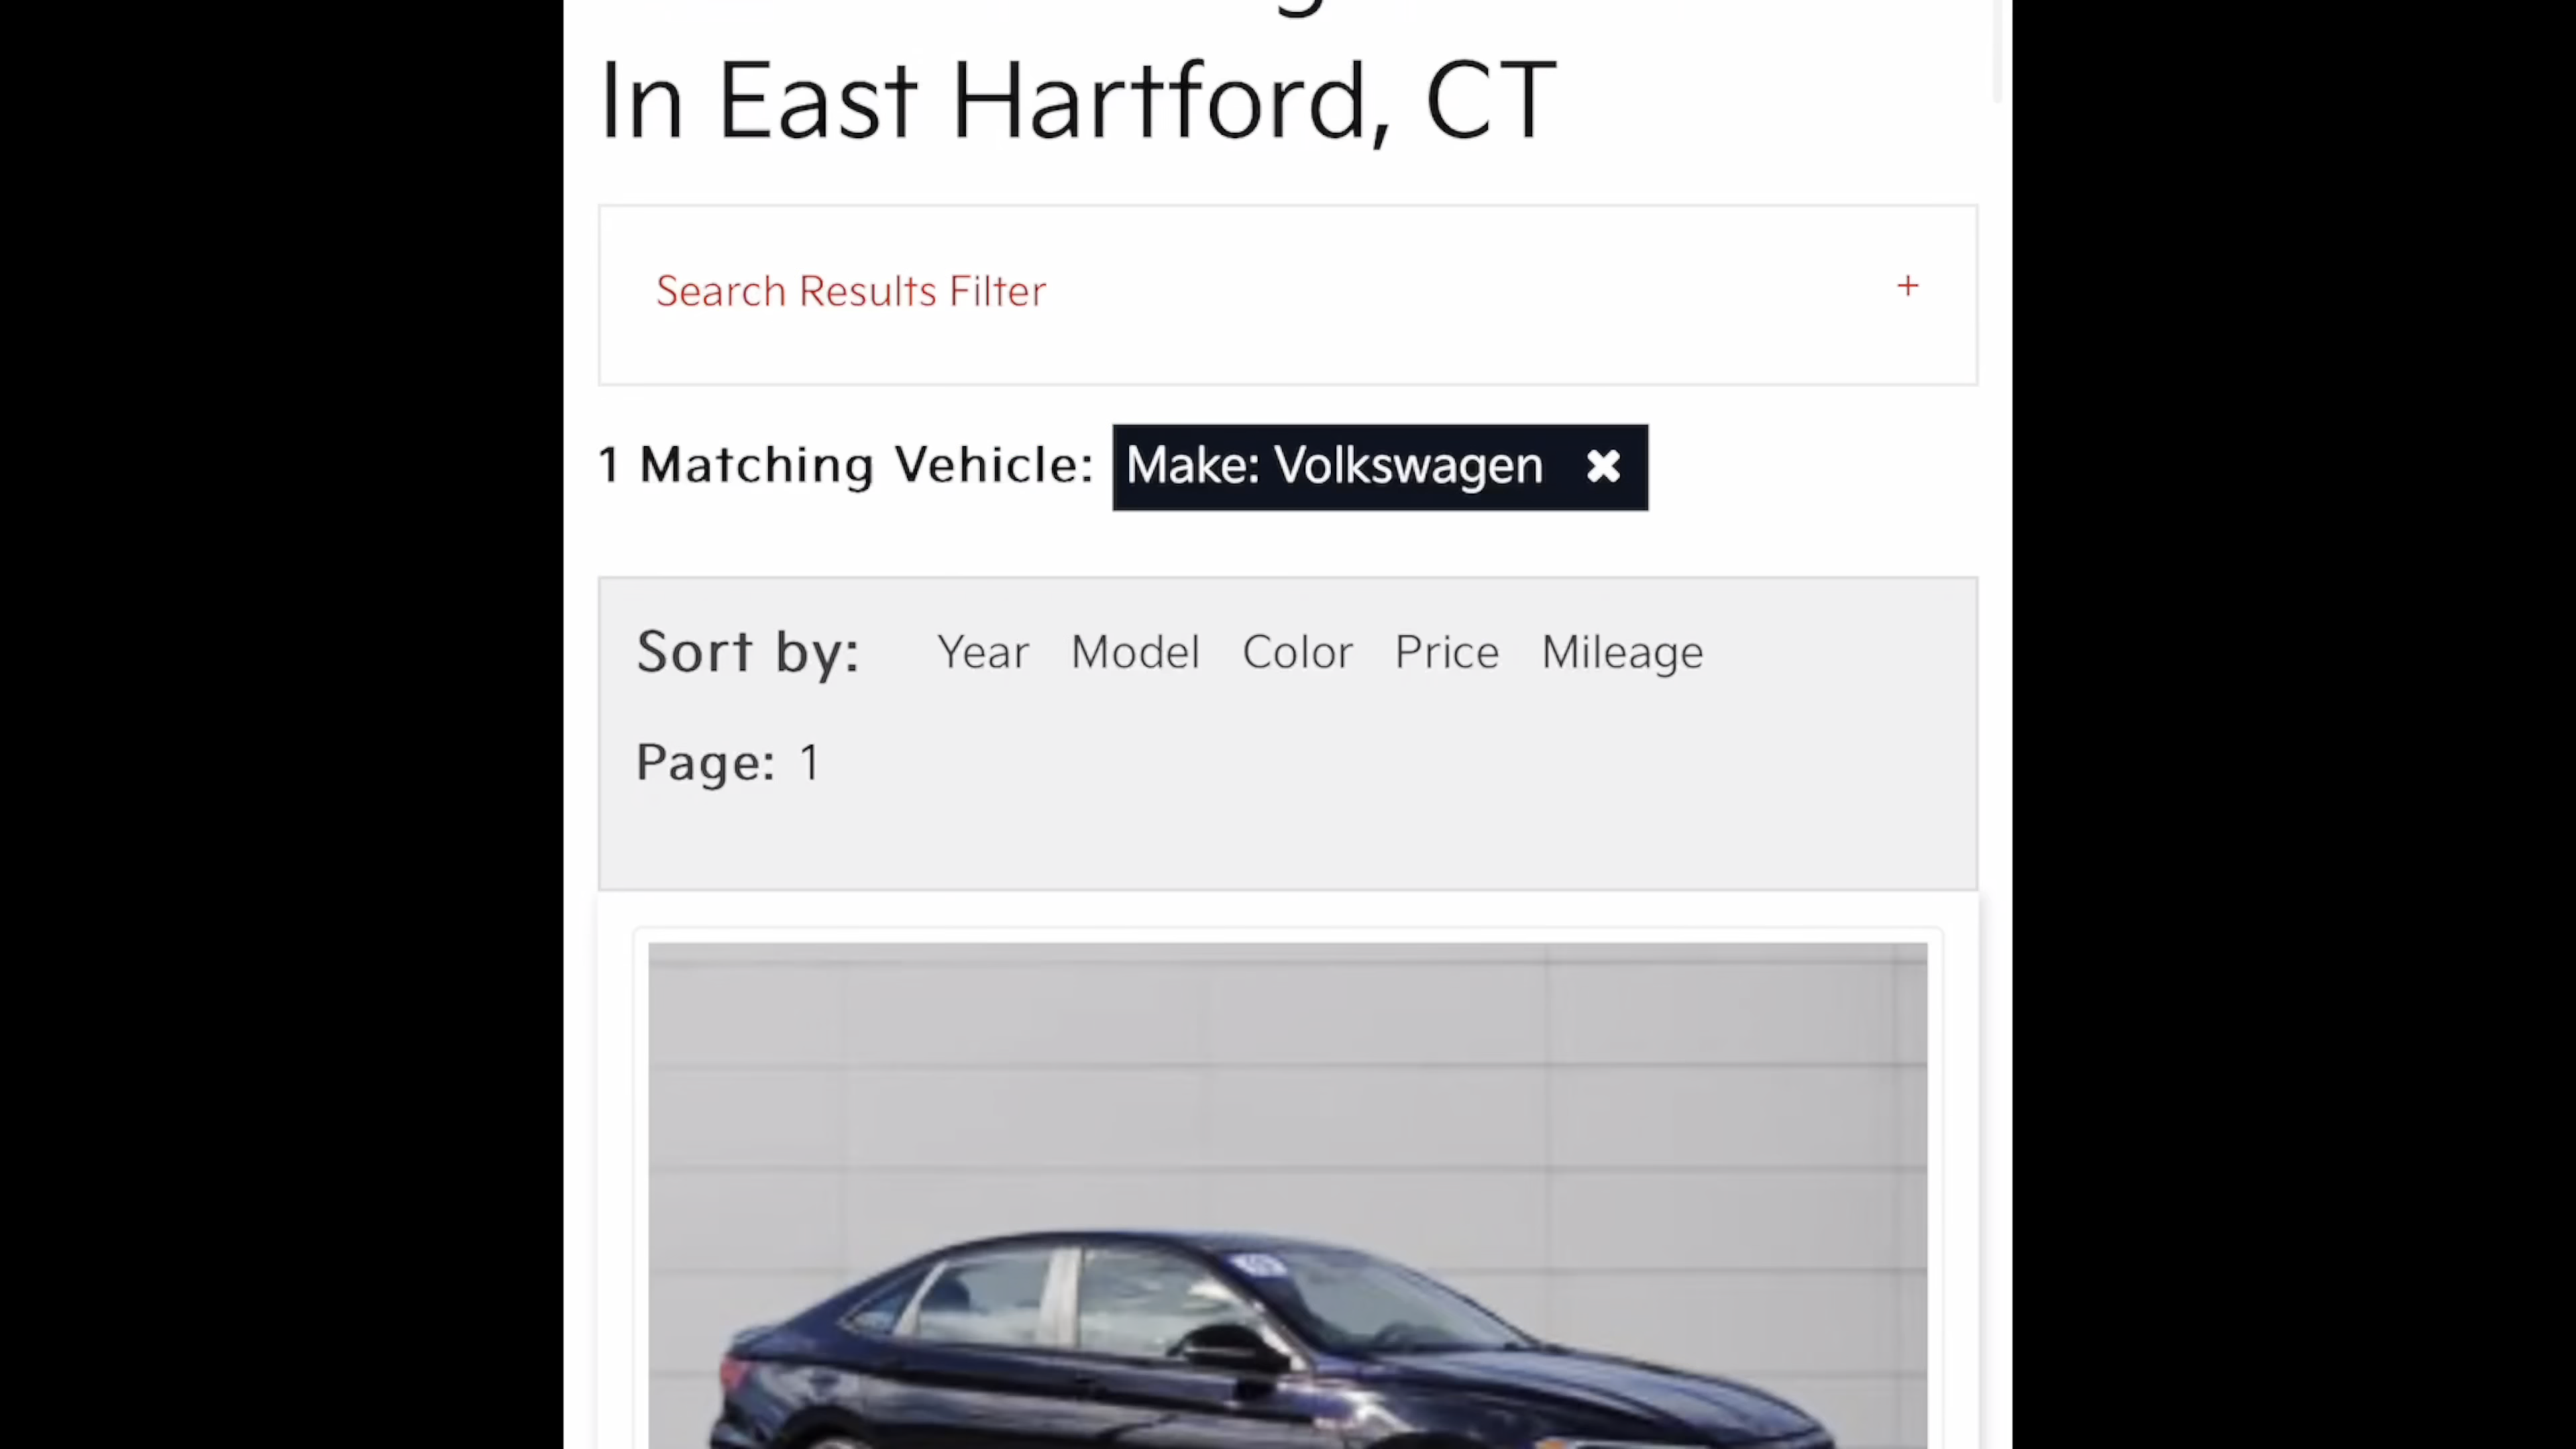 In East Hartford, CT
Search Results Filter +
1 Matching Vehicle: Make: Volkswagen ✖
Sort by: Year Model Color Price Mileage
Page: 1